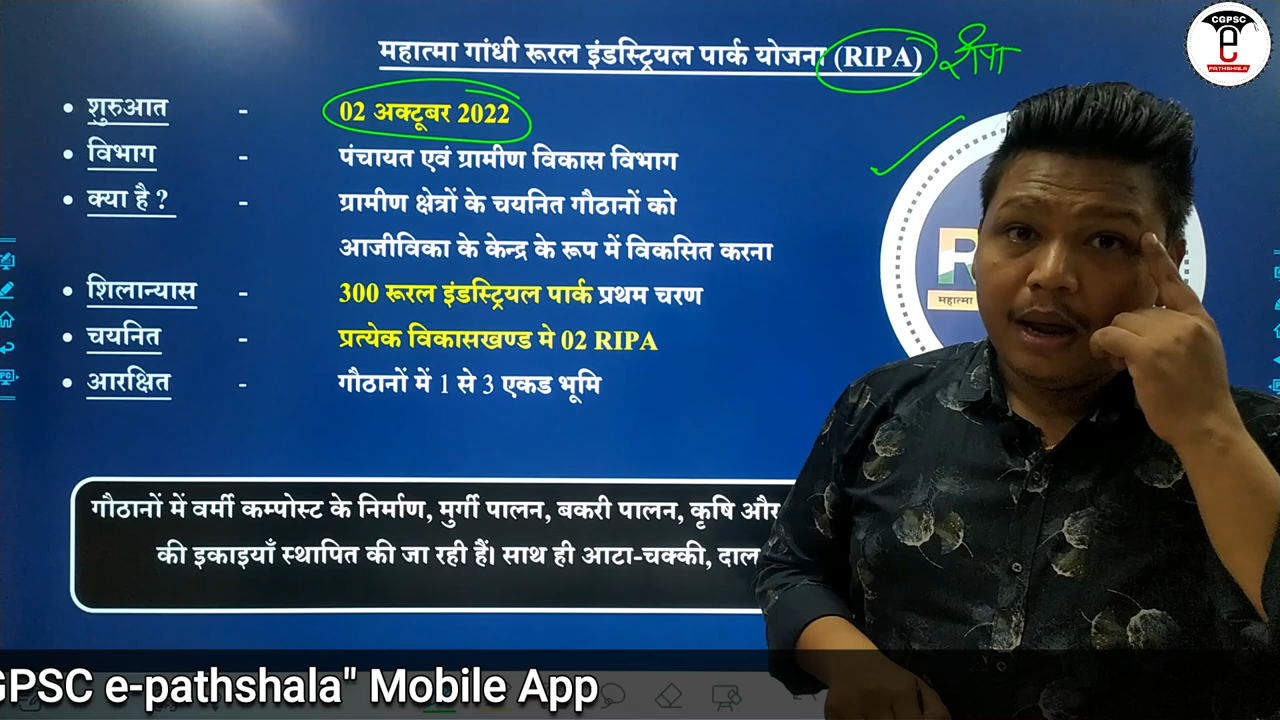 महात्मा गांधी रूरल इंडस्ट्रियल पार्क योजना (RIPA) रीपा
CGPSC
e
PATHSHALA
• शुरुआत - 02 अक्टूबर 2022
• विभाग - पंचायत एवं ग्रामीण विकास विभाग
• क्या है ? - ग्रामीण क्षेत्रों के चयनित गौठानों को
आजीविका के केन्द्र के रूप में विकसित करना
• शिलान्यास - 300 रूरल इंडस्ट्रियल पार्क प्रथम चरण
• चयनित - प्रत्येक विकासखण्ड मे 02 RIPA
• आरक्षित - गौठानों में 1 से 3 एकड भूमि
R
महात्मा
गौठानों में वर्मी कम्पोस्ट के निर्माण, मुर्गी पालन, बकरी पालन, कृषि और
की इकाइयाँ स्थापित की जा रही हैं। साथ ही आटा-चक्की, दाल
GPSC e-pathshala" Mobile App